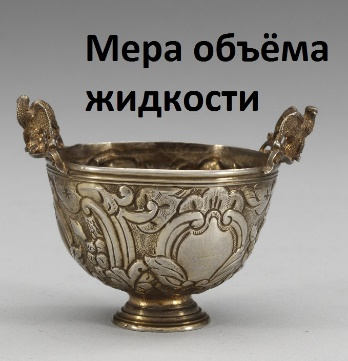 Мера объёма
жидкости